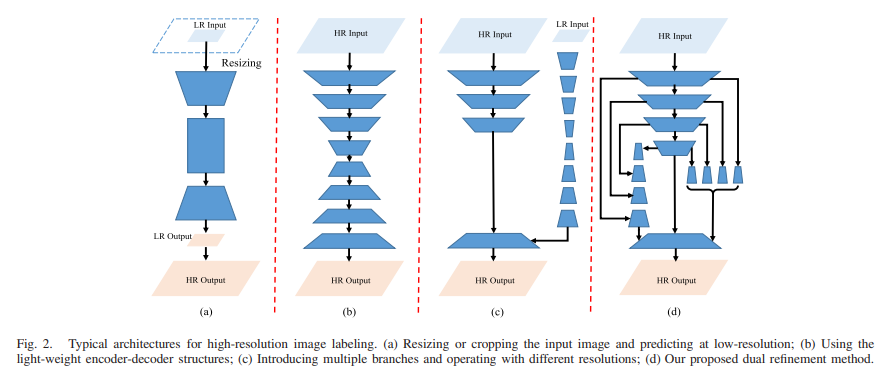 LR Input
Resizing
LR Output
HR Output
(a)
HR Input
HR Output
(b)
HR Input
LR Input
HR Output
(c)
HR Input
HR Output
(d)
Fig. 2. Typical architectures for high-resolution image labeling. (a) Resizing or cropping the input image and predicting at low-resolution; (b) Using the
light-weight encoder-decoder structures; (c) Introducing multiple branches and operating with different resolutions; (d) Our proposed dual refinement method.